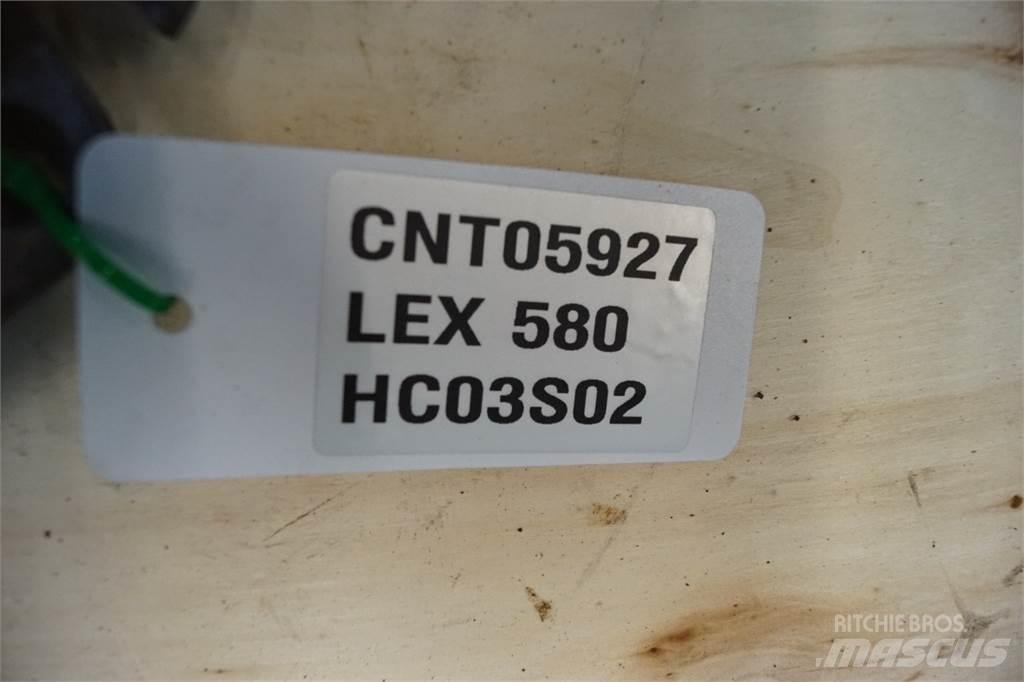 CNT05927
LEX 580
HC03S02
RITCHIE BROS.
MASCUS